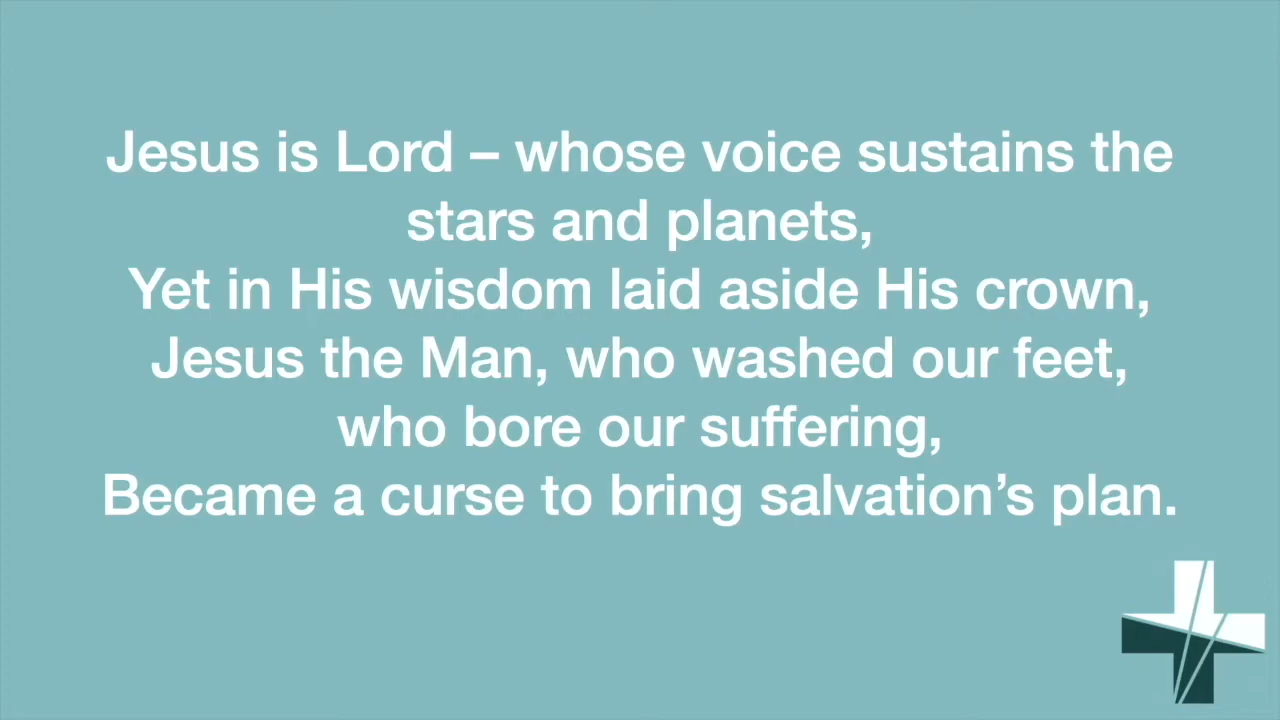 Jesus is Lord – whose voice sustains the
stars and planets,
Yet in His wisdom laid aside His crown,
Jesus the Man, who washed our feet,
who bore our suffering,
Became a curse to bring salvation’s plan.